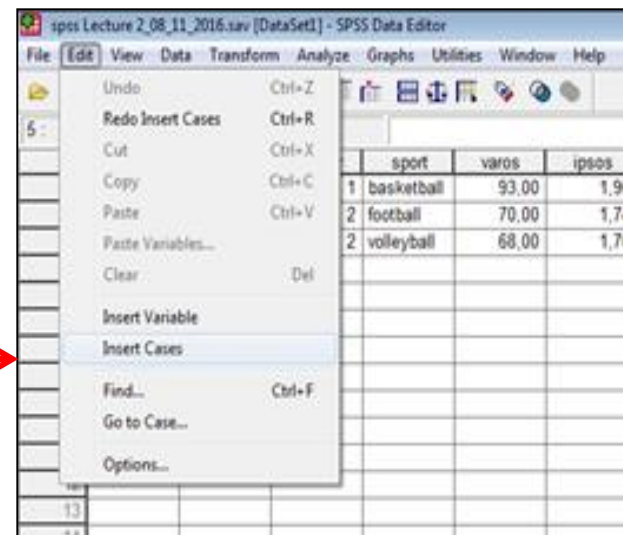 spss Lecture 2_08_11_2016.sav [DataSet1] - SPSS Data Editor
File Edit View Data Transform Analyze Graphs Utilities Window Help
5 :
Undo Ctrl+Z
Redo Insert Cases Ctrl+R
Cut Ctrl+X
Copy Ctrl+C
Paste Ctrl+V
Paste Variables...
Clear Del
Insert Variable
Insert Cases
Find... Ctrl+F
Go to Case...
Options...
sport varos ipsos
1 basketball 93,00
2 football 70,00
2 volleyball 68,00
13